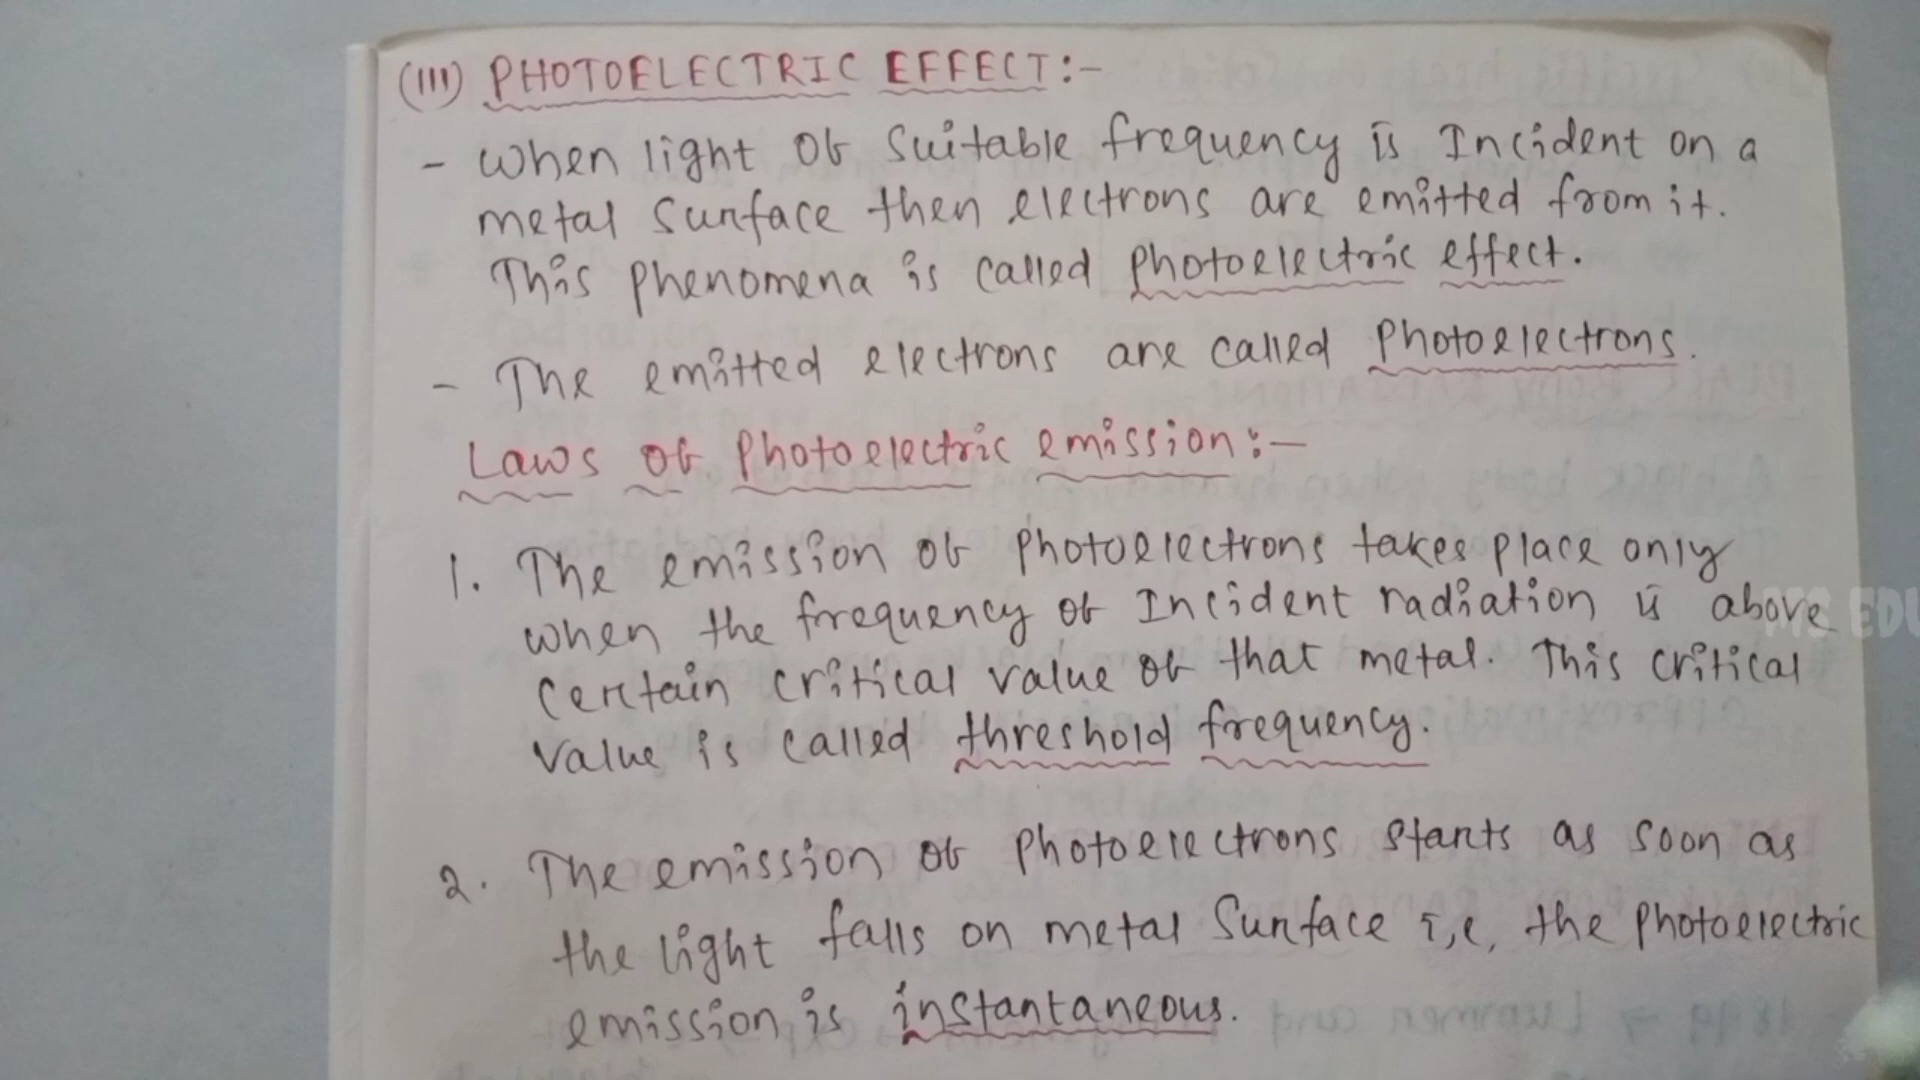 (III) PHOTOELECTRIC EFFECT:-
- When light of suitable frequency is Incident on a
metal surface then electrons are emitted from it.
This phenomena is called photoelectric effect.
- The emitted electrons are called Photoelectrons.
Laws of Photoelectric emission:-
1. The emission of photoelectrons takes place only
when the frequency of Incident radiation is above
certain critical value of that metal. This critical
value is called threshold frequency.
MS EDU
2. The emission of photoelectrons starts as soon as
the light falls on metal surface i,e, the photoelectric
emission is instantaneous.